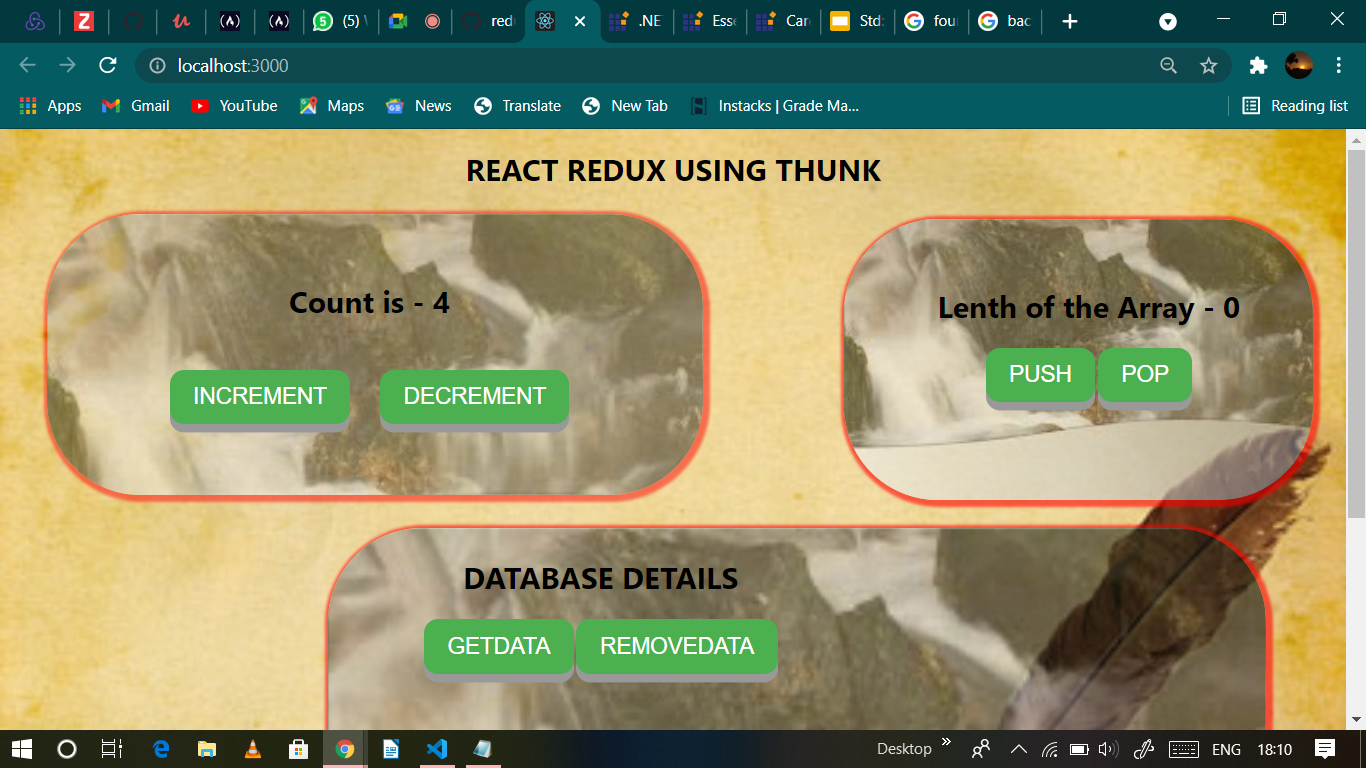 (5)
red
.NE
Ess
Car
Std
four
bac
localhost:3000
Apps Gmail YouTube Maps News Translate New Tab Instacks | Grade Ma... Reading list
REACT REDUX USING THUNK
Count is - 4
INCREMENT DECREMENT
Lenth of the Array - 0
PUSH POP
DATABASE DETAILS
GETDATA REMOVEDATA
Desktop ENG 18:10